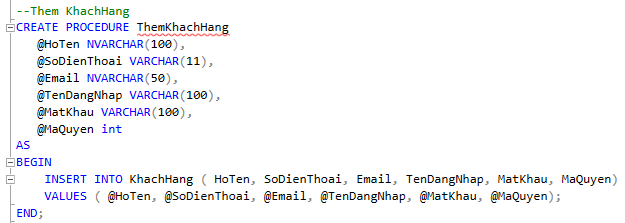 --Them KhachHang
CREATE PROCEDURE ThemKhachHang
@HoTen NVARCHAR(100),
@SoDienThoai VARCHAR(11),
@Email NVARCHAR(50),
@TenDangNhap VARCHAR(100),
@MatKhau VARCHAR(100),
@MaQuyen int
AS
BEGIN
INSERT INTO KhachHang ( HoTen, SoDienThoai, Email, TenDangNhap, MatKhau, MaQuyen)
VALUES ( @HoTen, @SoDienThoai, @Email, @TenDangNhap, @MatKhau, @MaQuyen);
END;